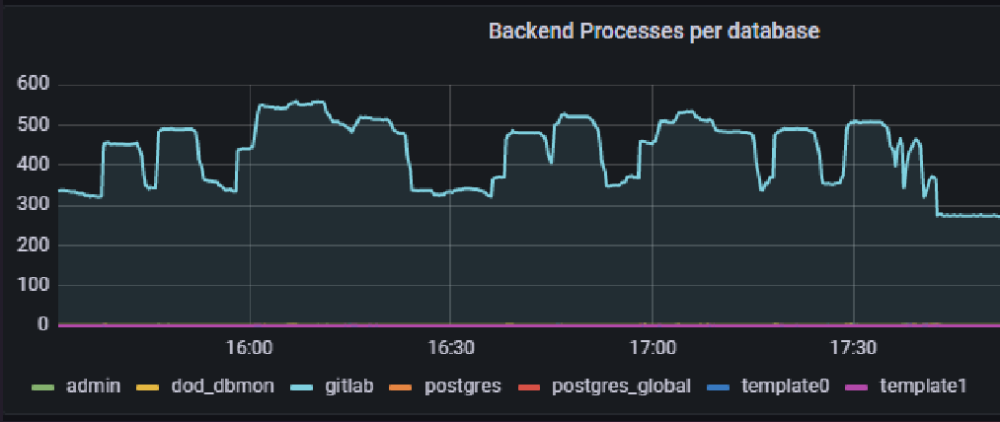 Backend Processes per database
600
500
400
300
200
100
0
16:00 16:30 17:00 17:30
admin dod_dbmon gitlab postgres postgres_global template0 template1